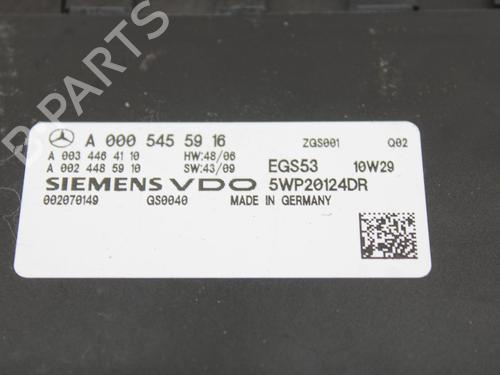 A 000 545 59 16 ZGS001 Q02
A 003 446 41 10 HW:48/06
A 002 448 59 10 SW:43/09 EGS53 10W29
SIEMENS VDO 5WP20124DR
002070149 GS0040 MADE IN GERMANY
B-PARTS